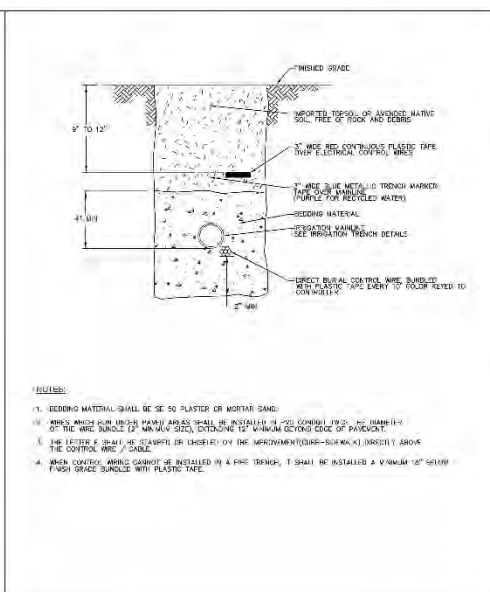 FINISHED GRADE
IMPORTED TOPSOIL OR AMENDED NATIVE
SOIL, FREE OF ROCK AND DEBRIS
9" TO 12"
3" WIDE RED CONTINUOUS PLASTIC TAPE
OVER ELECTRICAL CONTROL WIRES
3" WIDE BLUE METALLIC TRENCH MARKER
TAPE OVER MAINLINE
(PURPLE FOR RECYCLED WATER)
BEDDING MATERIAL
4" MIN
IRRIGATION MAINLINE
SEE IRRIGATION TRENCH DETAILS
DIRECT BURIAL CONTROL WIRE, BUNDLED
WITH PLASTIC TAPE EVERY 10' COLOR KEYED TO
CONTROLLER
2" MIN
NOTES:
1. BEDDING MATERIAL SHALL BE SE 50 PLASTER OR MORTAR SAND.
2. WIRES WHICH RUN UNDER PAVED AREAS SHALL BE INSTALLED IN PVC CONDUIT TWICE THE DIAMETER
OF THE WIRE BUNDLE (2" MINIMUM SIZE), EXTENDING 12" MINIMUM BEYOND EDGE OF PAVEMENT.
3. THE LETTER E SHALL BE STAMPED OR CHISELED ON THE IMPROVEMENT(CURB-SIDEWALK) DIRECTLY ABOVE
THE CONTROL WIRE / CABLE.
4. WHEN CONTROL WIRING CANNOT BE INSTALLED IN A PIPE TRENCH, IT SHALL BE INSTALLED A MINIMUM 18" BELOW
FINISH GRADE BUNDLED WITH PLASTIC TAPE.